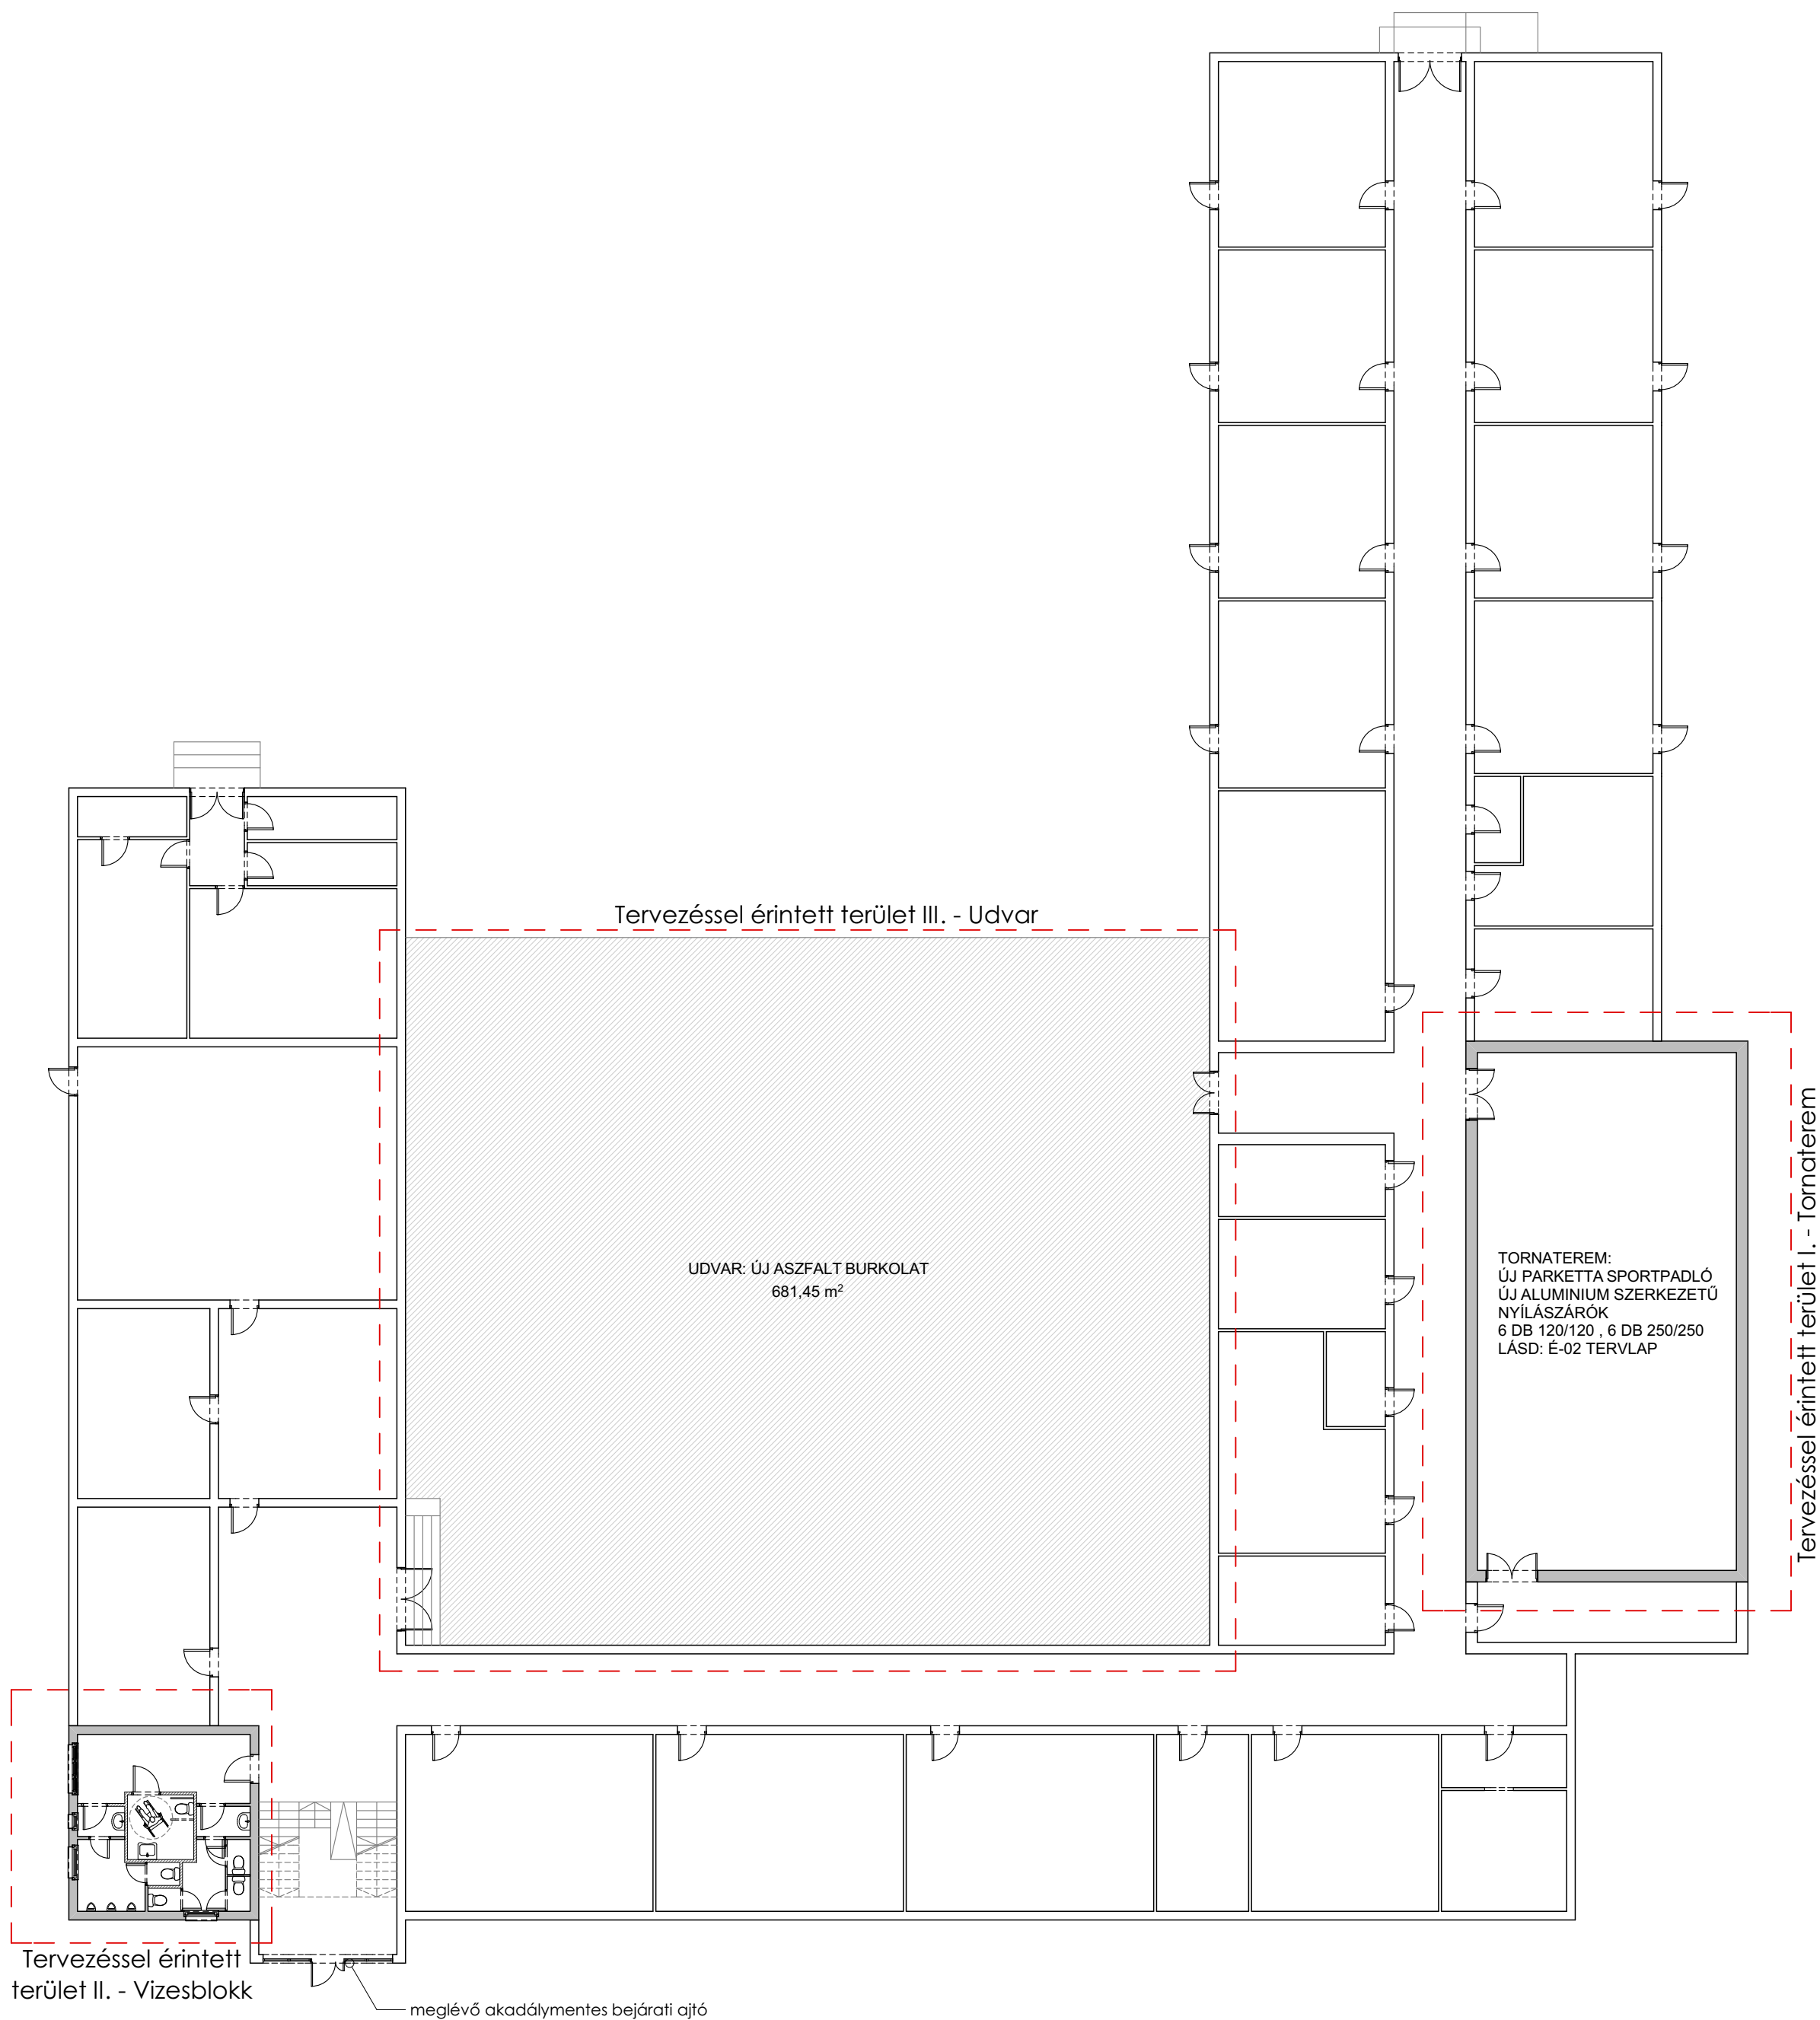 Tervezéssel érintett terület III. - Udvar
UDVAR: ÚJ ASZFALT BURKOLAT
681,45 m²
TORNATEREM:
ÚJ PARKETTA SPORTPADLÓ
ÚJ ALUMINIUM SZERKEZETŰ
NYÍLÁSZÁRÓK
6 DB 120/120 , 6 DB 250/250
LÁSD: É-02 TERVLAP
Tervezéssel érintett terület I. - Tornaterem
Tervezéssel érintett
terület II. - Vizesblokk
meglévő akadálymentes bejárati ajtó